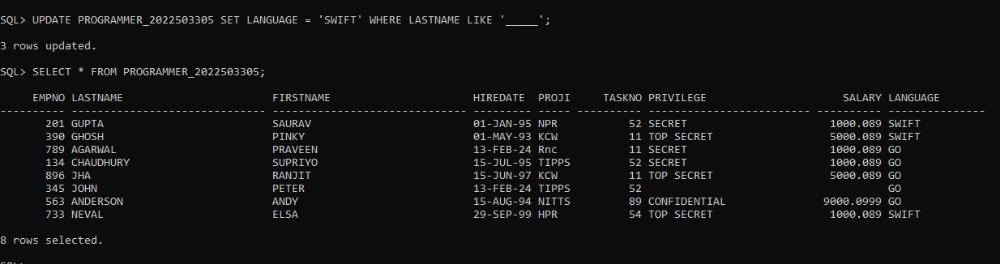 SQL> UPDATE PROGRAMMER_2022503305 SET LANGUAGE = 'SWIFT' WHERE LASTNAME LIKE '_____';
3 rows updated.
SQL> SELECT * FROM PROGRAMMER_2022503305;
EMPNO LASTNAME FIRSTNAME HIREDATE PROJI TASKNO PRIVILEGE SALARY LANGUAGE
---------- ------------------------------ ------------------------------ --------- ----- ---------- ------------------------- ---------- ---------------
201 GUPTA SAURAV 01-JAN-95 NPR 52 SECRET 1000.089 SWIFT
390 GHOSH PINKY 01-MAY-93 KCW 11 TOP SECRET 5000.089 SWIFT
789 AGARWAL PRAVEEN 13-FEB-24 Rnc 11 SECRET 1000.089 GO
134 CHAUDHURY SUPRIYO 15-JUL-95 TIPPS 52 SECRET 1000.089 GO
896 JHA RANJIT 15-JUN-97 KCW 11 TOP SECRET 5000.089 GO
345 JOHN PETER 13-FEB-24 TIPPS 52 GO
563 ANDERSON ANDY 15-AUG-94 NITTS 89 CONFIDENTIAL 9000.0999 GO
733 NEVAL ELSA 29-SEP-99 HPR 54 TOP SECRET 1000.089 SWIFT
8 rows selected.